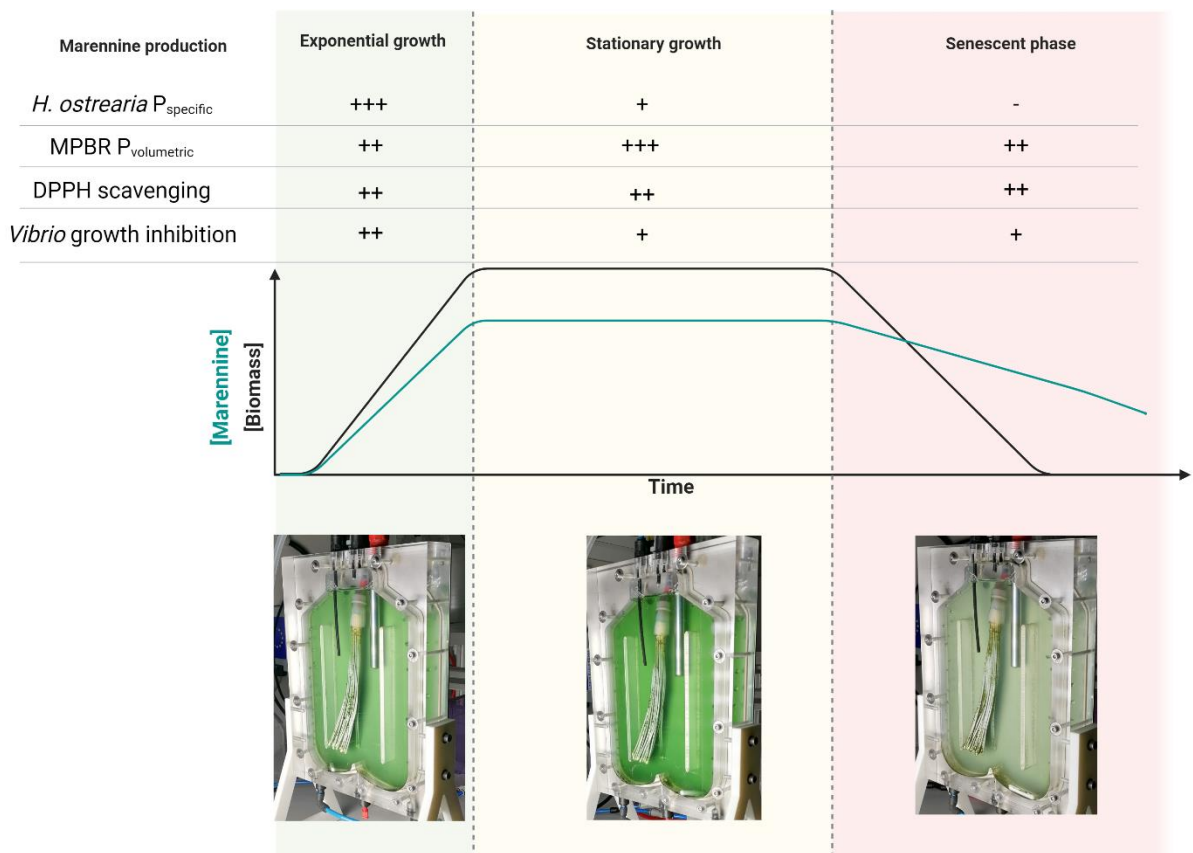 Marennine production Exponential growth Stationary growth Senescent phase
H. ostrearia Pspecific +++ + -
MPBR Pvolumetric ++ +++ ++
DPPH scavenging ++ ++ ++
Vibrio growth inhibition ++ + +
[Marennine]
[Biomass]
Time